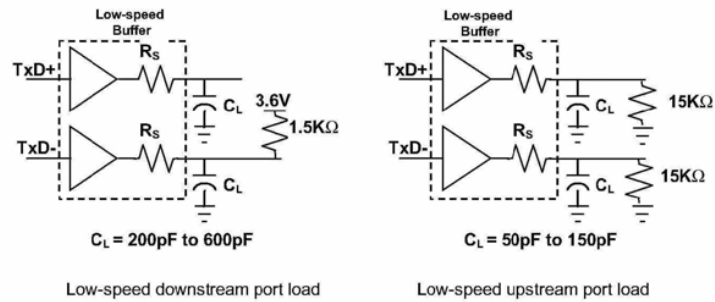 Low-speed
Buffer
TxD+
RS
CL
3.6V
1.5KΩ
TxD-
RS
CL
CL = 200pF to 600pF
Low-speed downstream port load
Low-speed
Buffer
TxD+
RS
CL
15KΩ
TxD-
RS
CL
15KΩ
CL = 50pF to 150pF
Low-speed upstream port load